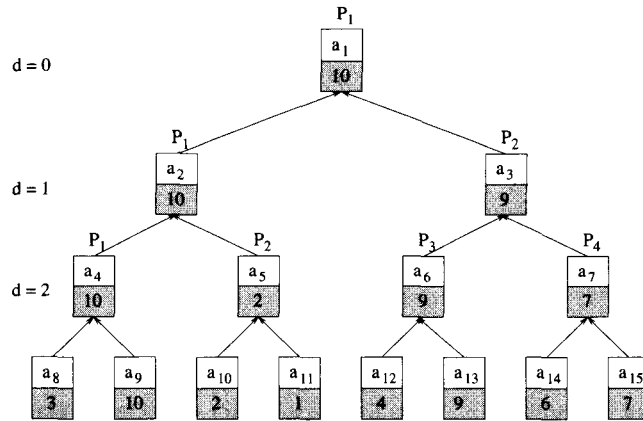 P1
a1
d = 0
10
P1 P2
a2 a3
d = 1
10 9
P1 P2 P3 P4
a4 a5 a6 a7
d = 2
10 2 9 7
a8 a9 a10 a11 a12 a13 a14 a15
3 10 2 1 4 9 6 7